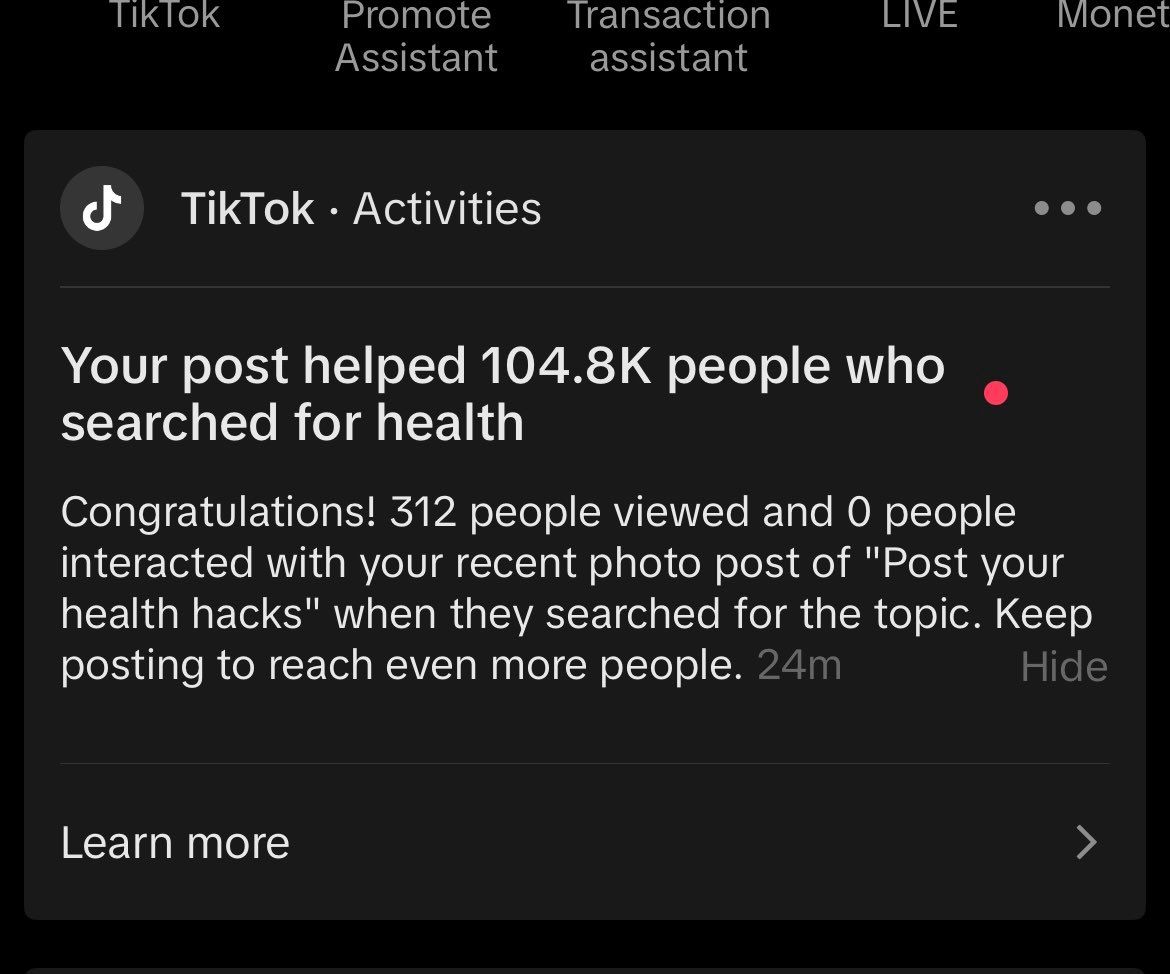 TikTok Promote Transaction LIVE Monet
Assistant assistant
TikTok · Activities
Your post helped 104.8K people who
searched for health
Congratulations! 312 people viewed and 0 people
interacted with your recent photo post of "Post your
health hacks" when they searched for the topic. Keep
posting to reach even more people. 24m Hide
Learn more